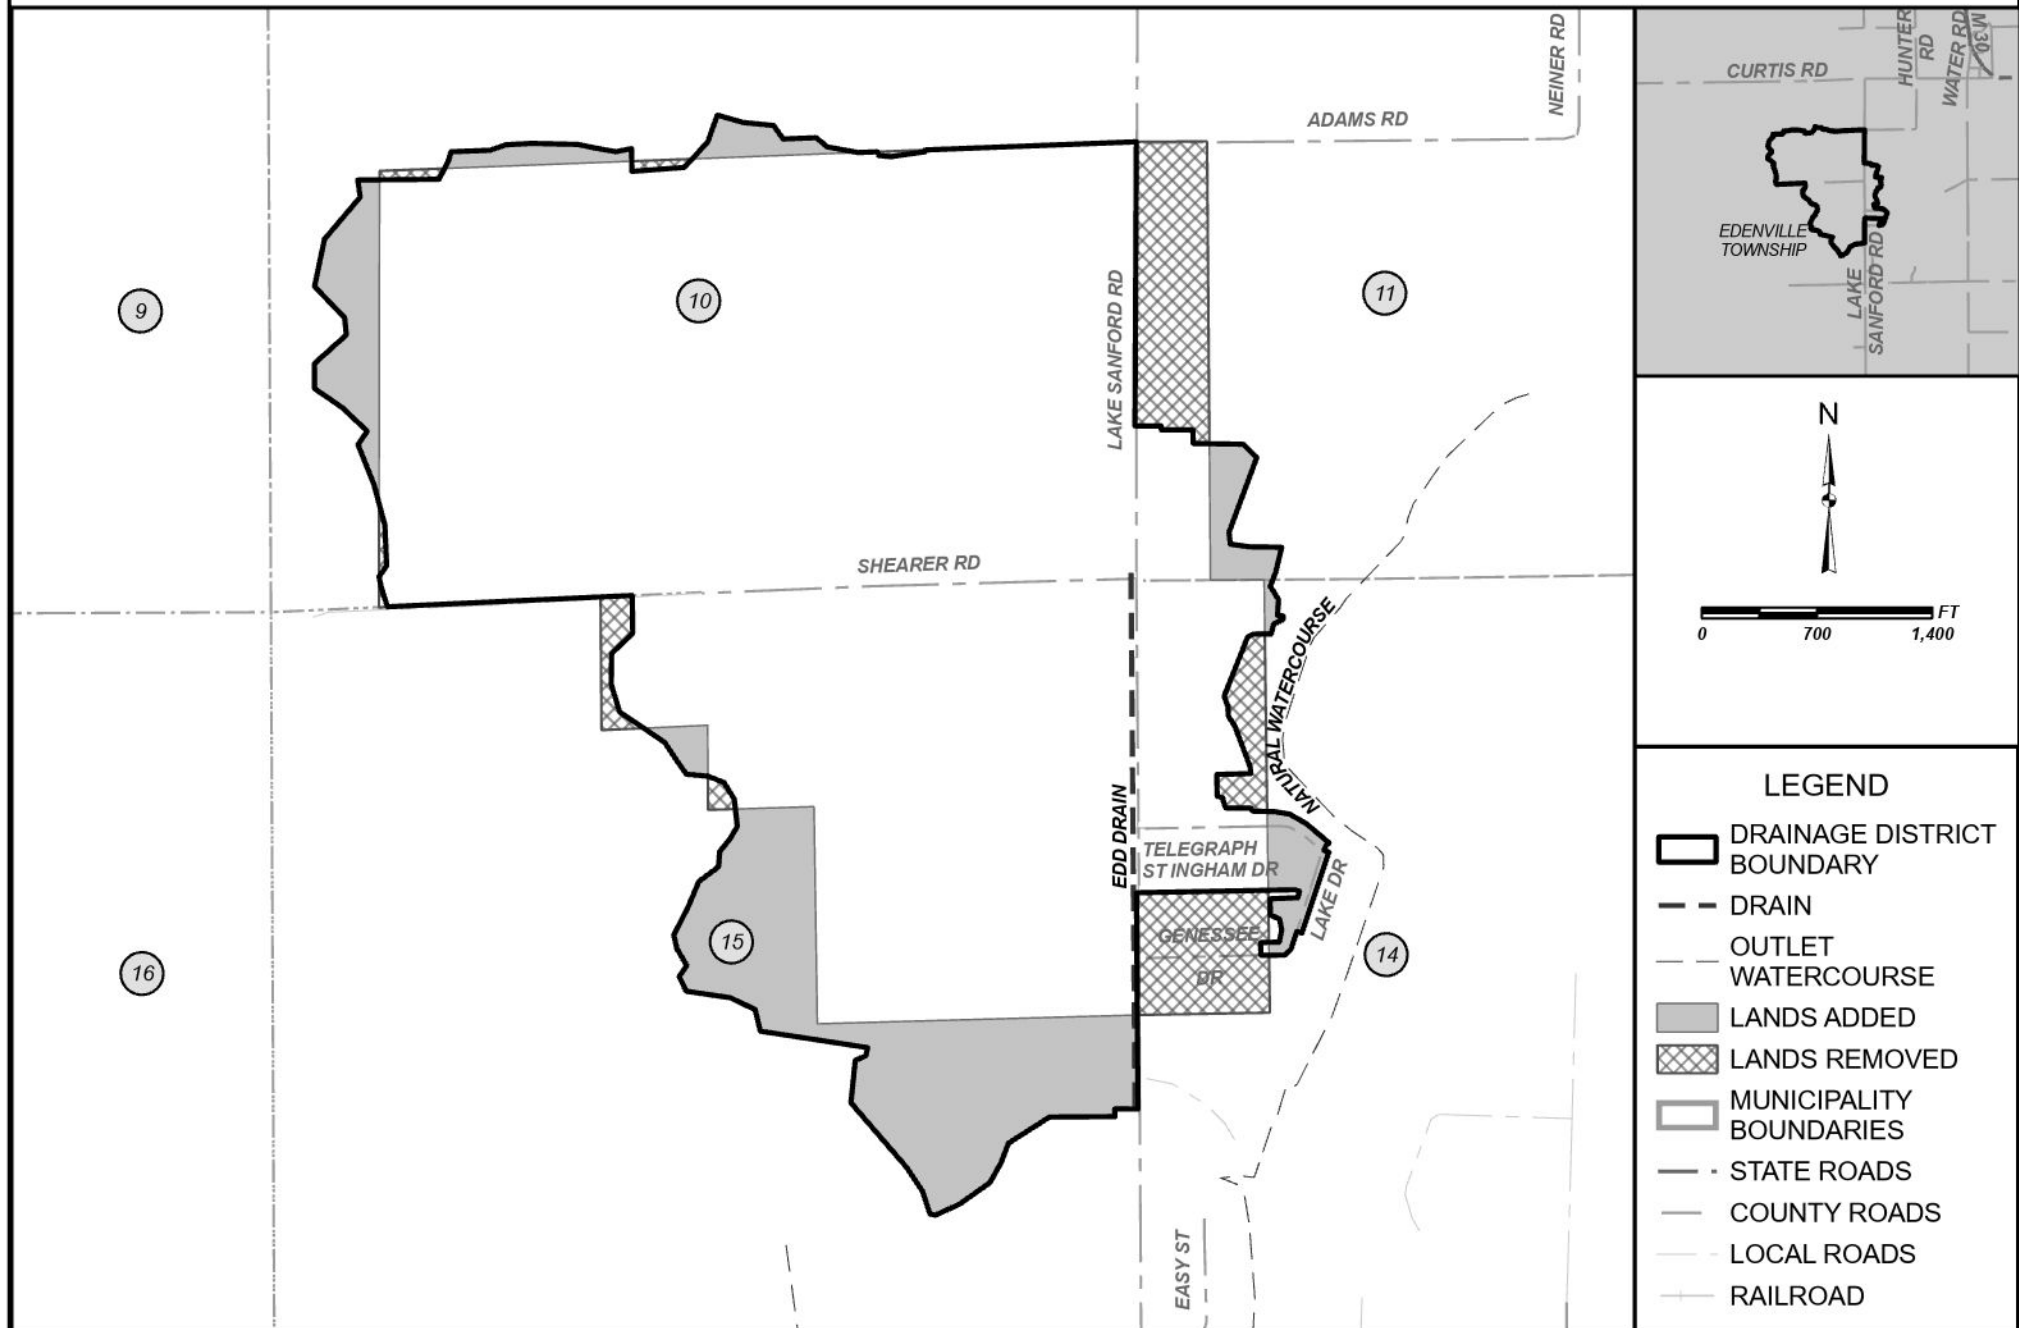 NEINER RD
ADAMS RD
9
10
11
LAKE SANFORD RD
SHEARER RD
NATURAL WATERCOURSE
EDD DRAIN
TELEGRAPH
ST INGHAM DR
LAKE DR
GENESSEE
DR
15
16
14
EASY ST
HUNTER
RD
WATER RD
M 30
CURTIS RD
EDENVILLE
TOWNSHIP
LAKE
SANFORD RD
N
FT
0 700 1,400
LEGEND
DRAINAGE DISTRICT
BOUNDARY
DRAIN
OUTLET
WATERCOURSE
LANDS ADDED
LANDS REMOVED
MUNICIPALITY
BOUNDARIES
STATE ROADS
COUNTY ROADS
LOCAL ROADS
RAILROAD